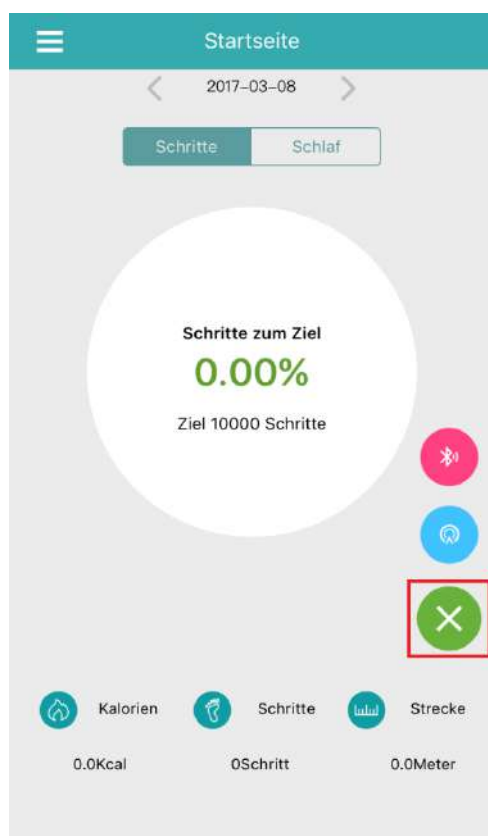 Startseite
2017-03-08
Schritte Schlaf
Schritte zum Ziel
0.00%
Ziel 10000 Schritte
Kalorien Schritte Strecke
0.0Kcal 0Schritt 0.0Meter